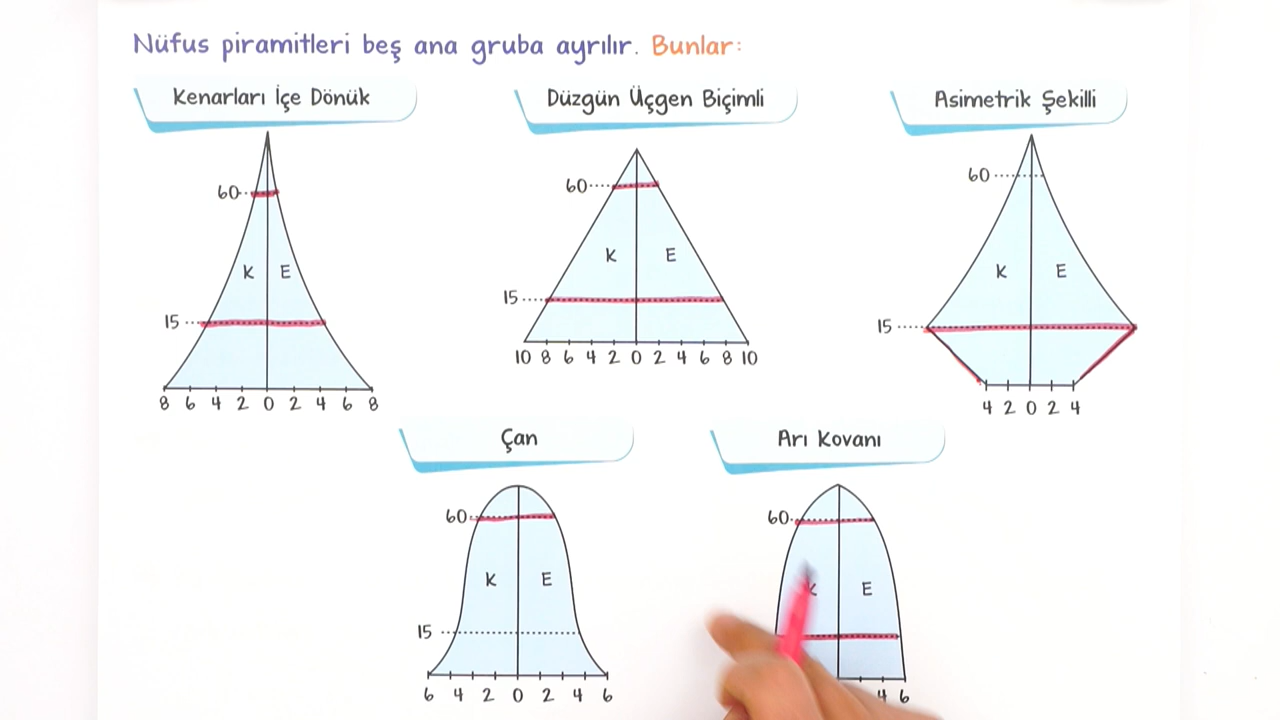 Nüfus piramitleri beş ana gruba ayrılır. Bunlar:
Kenarları İçe Dönük
60
K E
15
8 6 4 2 0 2 4 6 8
Düzgün Üçgen Biçimli
60
K E
15
10 8 6 4 2 0 2 4 6 8 10
Asimetrik Şekilli
60
K E
15
4 2 0 2 4
Çan
60
K E
15
6 4 2 0 2 4 6
Arı Kovanı
60
K E
4 6